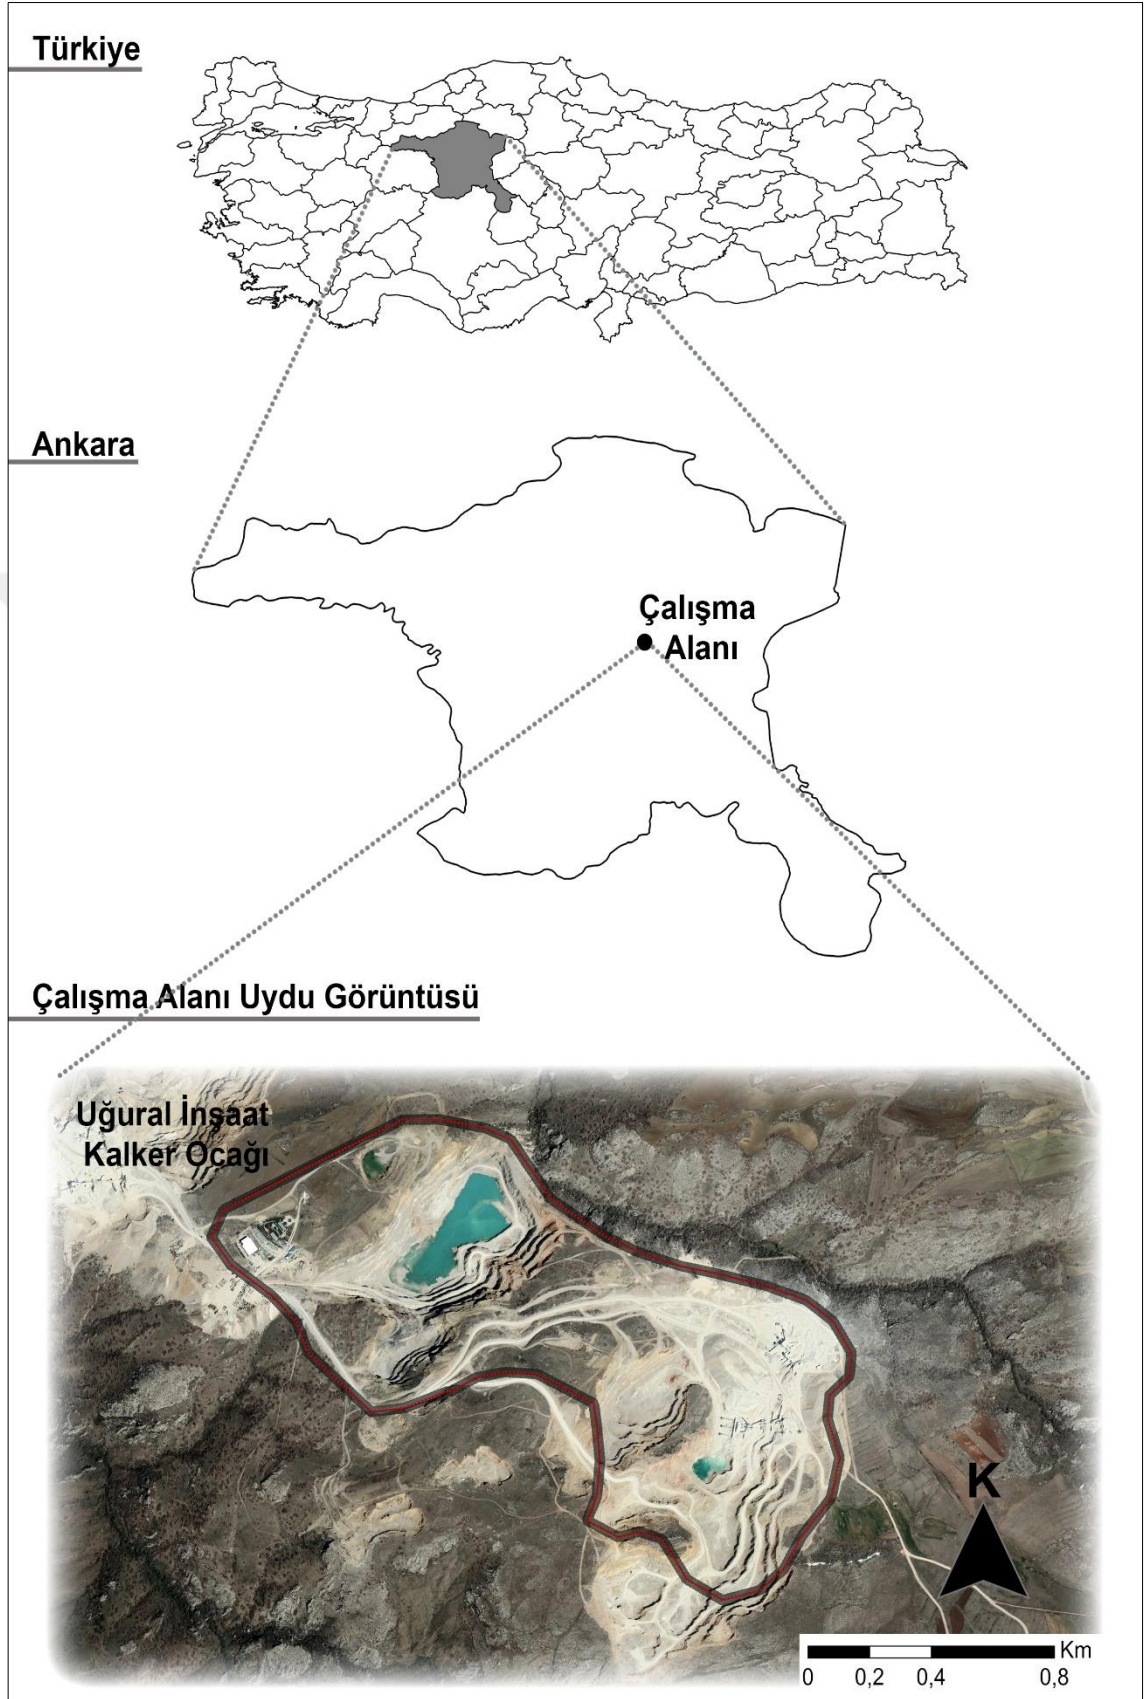 Türkiye
Ankara
Çalışma
Alanı
Çalışma Alanı Uydu Görüntüsü
Uğural İnşaat
Kalker Ocağı
K
Km
0 0,2 0,4 0,8